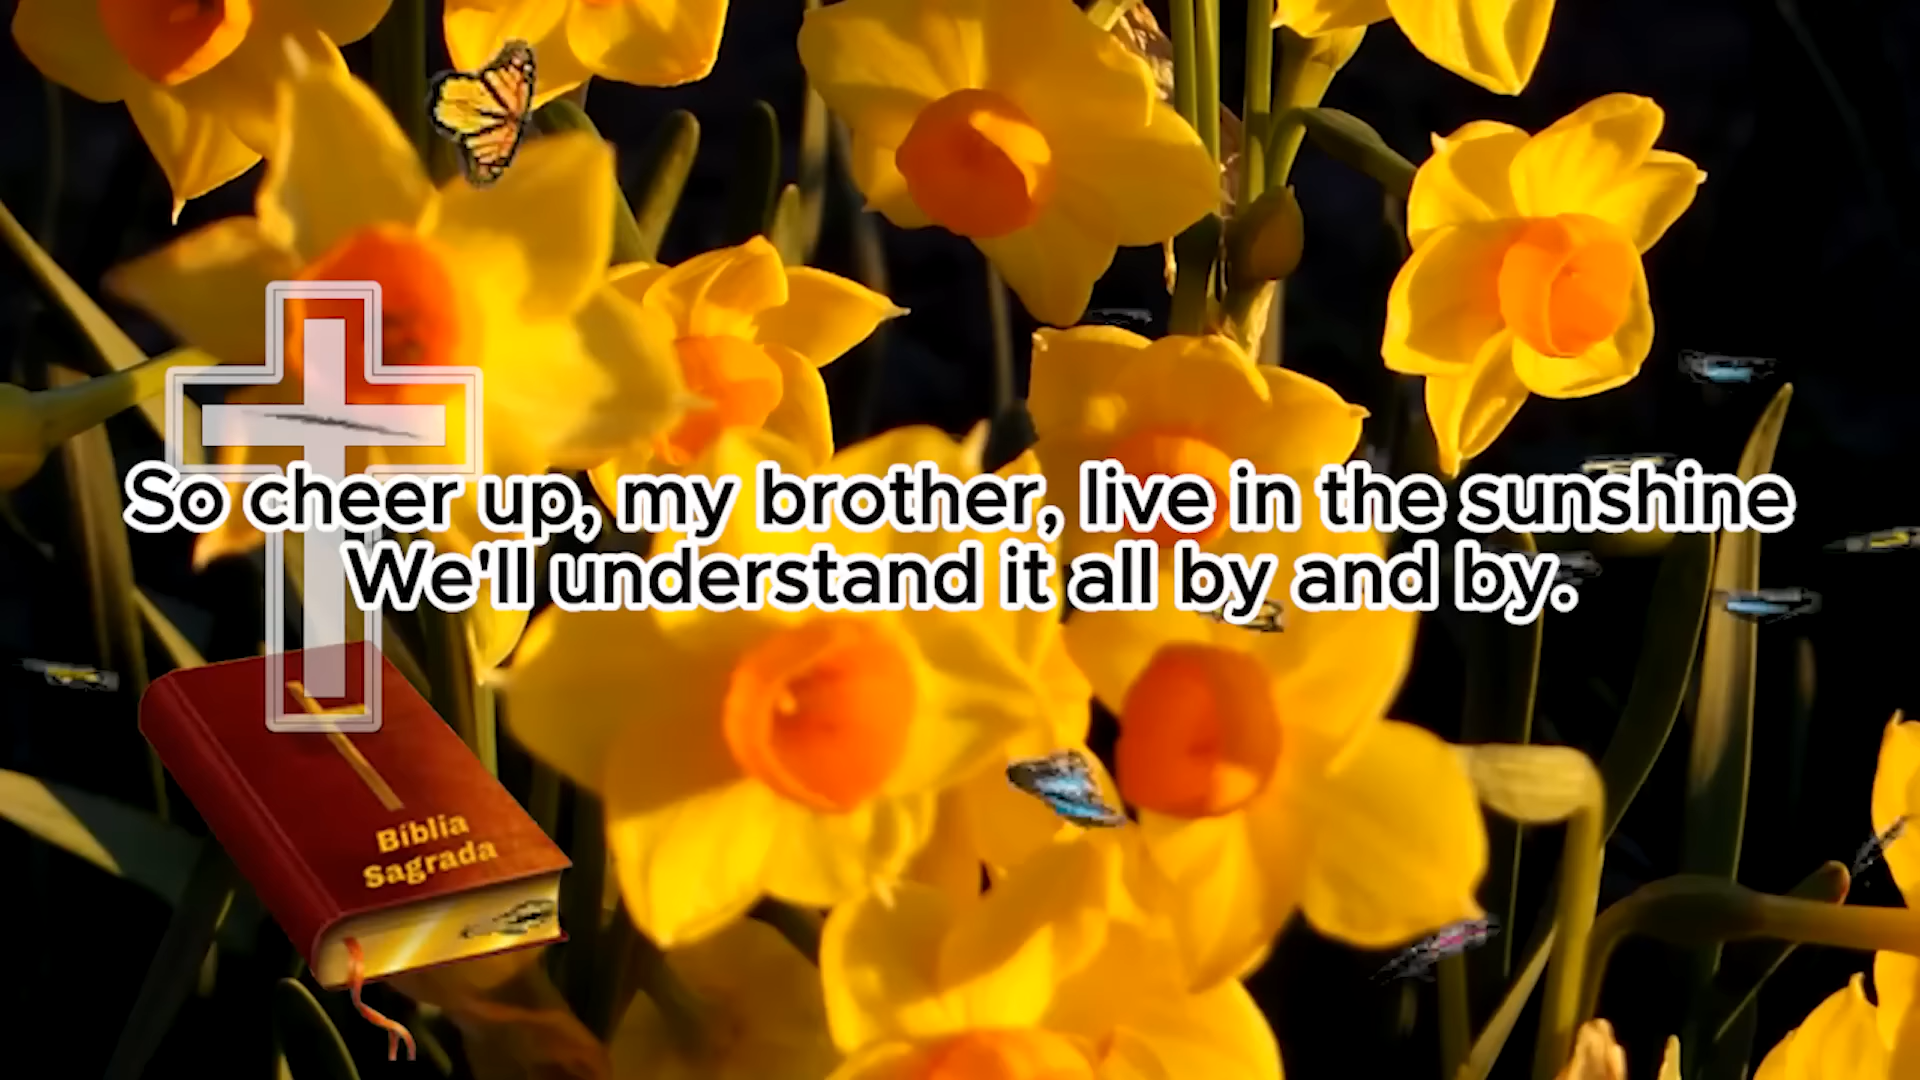 So cheer up, my brother, live in the sunshine
We'll understand it all by and by.
Bíblia
Sagrada